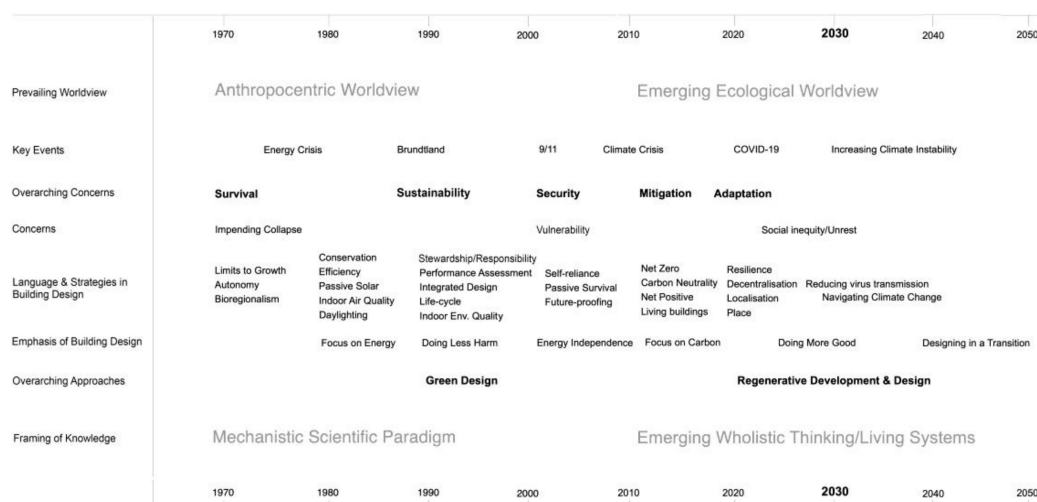 1970 1980 1990 2000 2010 2020 2030 2040 2050
Prevailing Worldview Anthropocentric Worldview Emerging Ecological Worldview
Key Events Energy Crisis Brundtland 9/11 Climate Crisis COVID-19 Increasing Climate Instability
Overarching Concerns Survival Sustainability Security Mitigation Adaptation
Concerns Impending Collapse Vulnerability Social inequity/Unrest
Language & Strategies in
Building Design
Limits to Growth
Autonomy
Bioregionalism
Conservation
Efficiency
Passive Solar
Indoor Air Quality
Daylighting
Stewardship/Responsibility
Performance Assessment
Integrated Design
Life-cycle
Indoor Env. Quality
Self-reliance
Passive Survival
Future-proofing
Net Zero
Carbon Neutrality
Net Positive
Living buildings
Resilience
Decentralisation
Localisation
Place
Reducing virus transmission
Navigating Climate Change
Emphasis of Building Design Focus on Energy Doing Less Harm Energy Independence Focus on Carbon Doing More Good Designing in a Transition
Overarching Approaches Green Design Regenerative Development & Design
Framing of Knowledge Mechanistic Scientific Paradigm Emerging Wholistic Thinking/Living Systems
1970 1980 1990 2000 2010 2020 2030 2040 2050